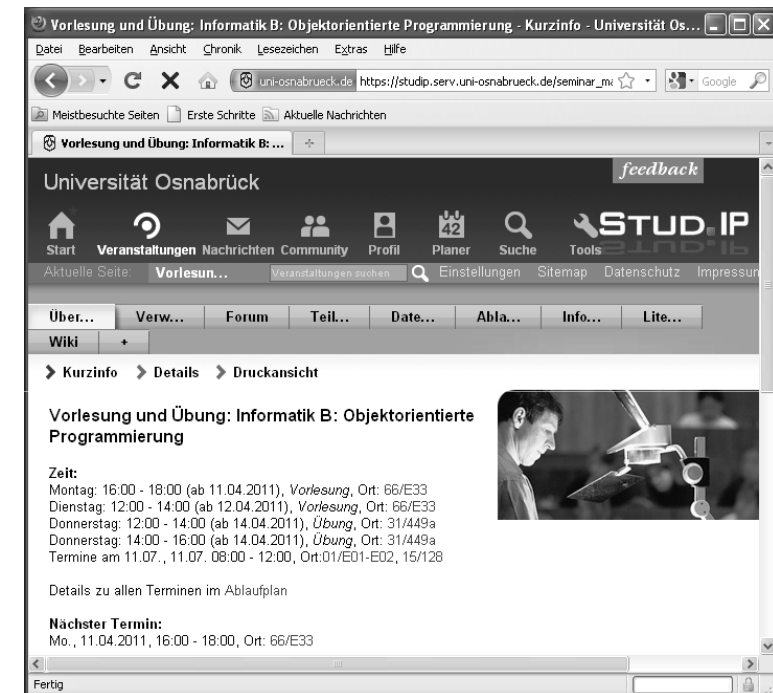 Vorlesung und Übung: Informatik B: Objektorientierte Programmierung - Kurzinfo - Universität Os...
Datei Bearbeiten Ansicht Chronik Lesezeichen Extras Hilfe
uni-osnabrueck.de https://studip.serv.uni-osnabrueck.de/seminar_ma Google
Meistbesuchte Seiten Erste Schritte Aktuelle Nachrichten
Vorlesung und Übung: Informatik B: ...
feedback
Universität Osnabrück
42
STUD.IP
Start Veranstaltungen Nachrichten Community Profil Planer Suche Tools
Aktuelle Seite: Vorlesun... Veranstaltungen suchen Einstellungen Sitemap Datenschutz Impressum
Über... Verw... Forum Teil... Date... Abla... Info... Lite...
Wiki +
Kurzinfo Details Druckansicht
Vorlesung und Übung: Informatik B: Objektorientierte
Programmierung
Zeit:
Montag: 16:00 - 18:00 (ab 11.04.2011), Vorlesung, Ort: 66/E33
Dienstag: 12:00 - 14:00 (ab 12.04.2011), Vorlesung, Ort: 66/E33
Donnerstag: 12:00 - 14:00 (ab 14.04.2011), Übung, Ort: 31/449a
Donnerstag: 14:00 - 16:00 (ab 14.04.2011), Übung, Ort: 31/449a
Termine am 11.07., 11.07. 08:00 - 12:00, Ort:01/E01-E02, 15/128
Details zu allen Terminen im Ablaufplan
Nächster Termin:
Mo., 11.04.2011, 16:00 - 18:00, Ort: 66/E33
Fertig